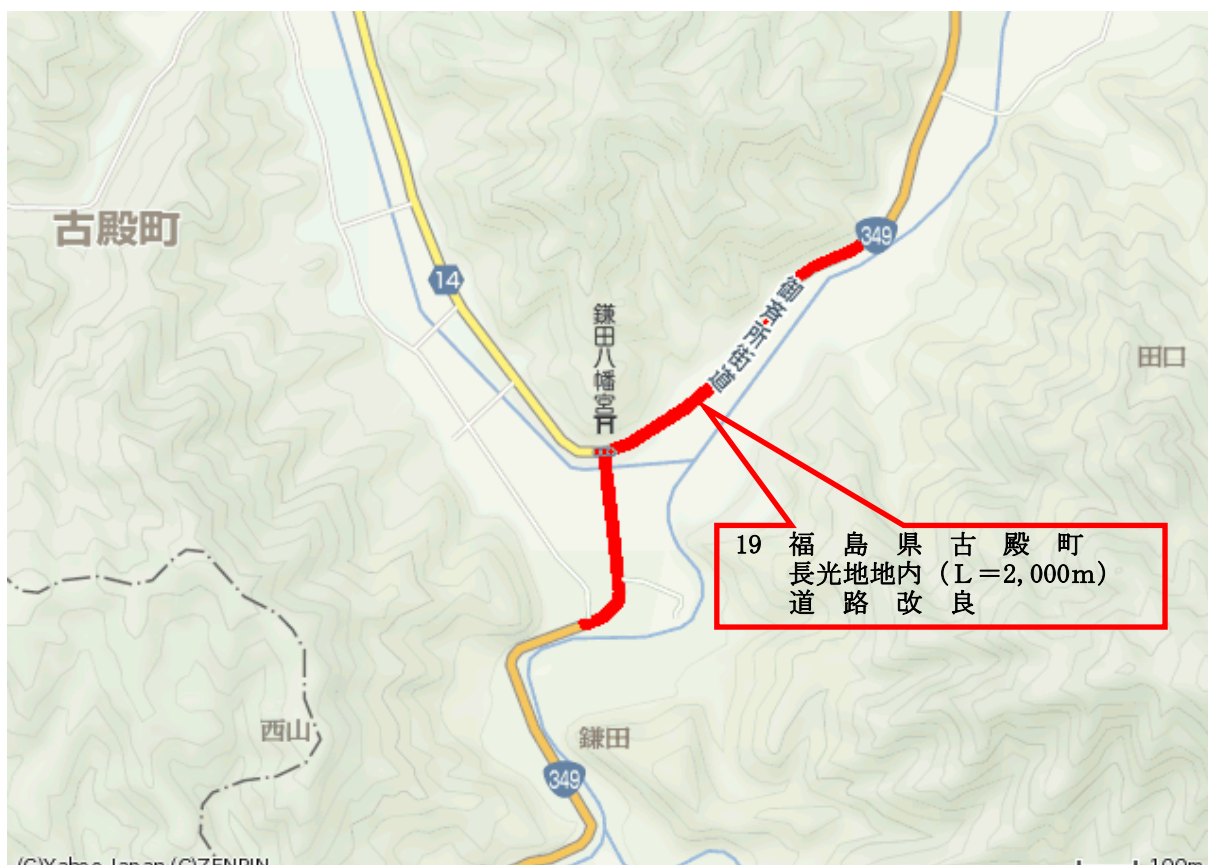 古殿町
14
349
鎌田八幡宮
御斎所街道
田口
19 福島県古殿町
長光地地内（L=2,000m）
道路改良
西山
鎌田
349
(C)Yahoo Japan,(C)ZENRIN
100m